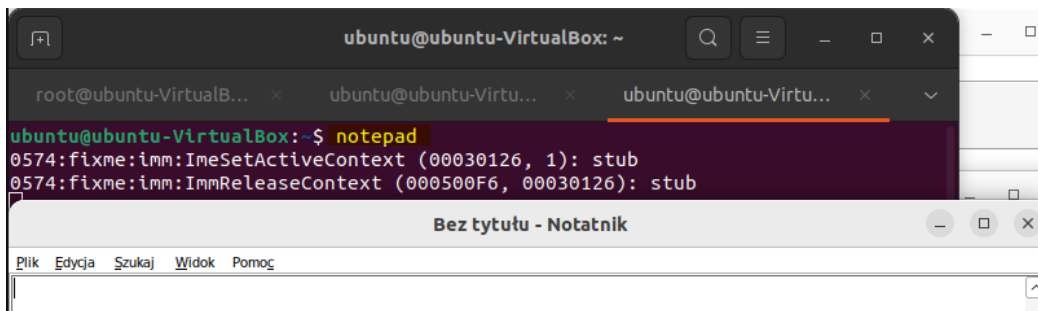 ubuntu@ubuntu-VirtualBox: ~
root@ubuntu-VirtualB... ubuntu@ubuntu-Virtu... ubuntu@ubuntu-Virtu...
ubuntu@ubuntu-VirtualBox:~$ notepad
0574:fixme:imm:ImeSetActiveContext (00030126, 1): stub
0574:fixme:imm:ImmReleaseContext (000500F6, 00030126): stub
Bez tytułu - Notatnik
Plik Edycja Szukaj Widok Pomoc